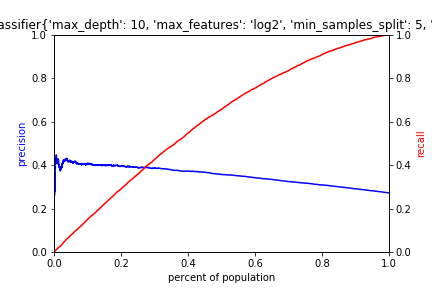 assifier{'max_depth': 10, 'max_features': 'log2', 'min_samples_split': 5, '
1.0 1.0
0.8 0.8
0.6 0.6
precision recall
0.4 0.4
0.2 0.2
0.0 0.0
0.0 0.2 0.4 0.6 0.8 1.0
percent of population